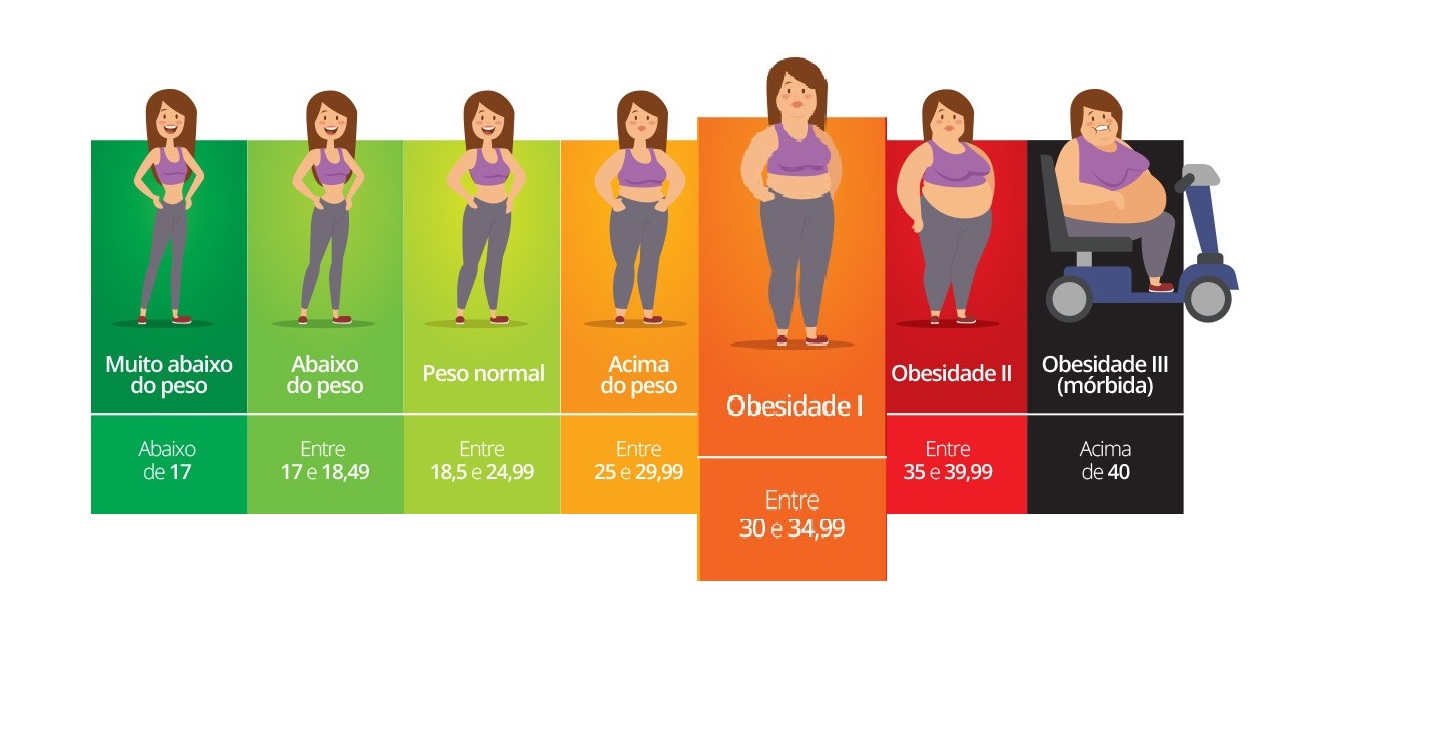 Muito abaixo
do peso
Abaixo
de 17
Abaixo
do peso
Entre
17 e 18,49
Peso normal
Entre
18,5 e 24,99
Acima
do peso
Entre
25 e 29,99
Obesidade I
Entre
30 e 34,99
Obesidade II
Entre
35 e 39,99
Obesidade III
(mórbida)
Acima
de 40